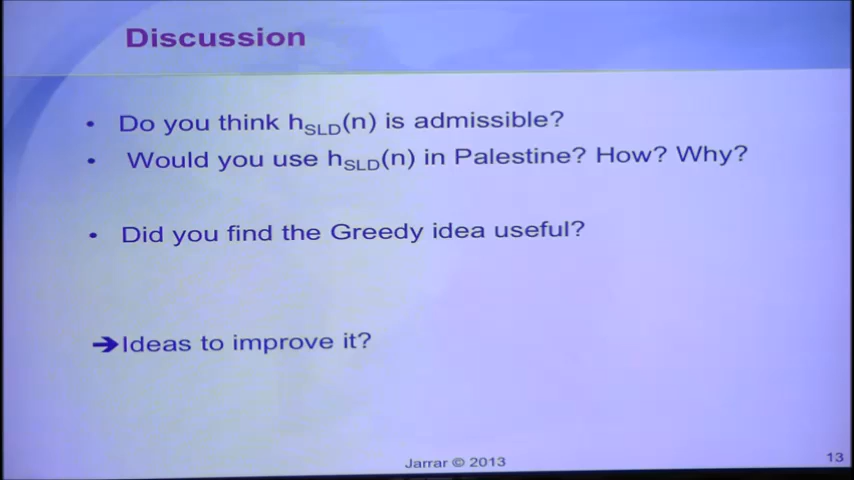 Discussion
• Do you think hSLD(n) is admissible?
• Would you use hSLD(n) in Palestine? How? Why?
• Did you find the Greedy idea useful?
➔Ideas to improve it?
Jarrar © 2013
13